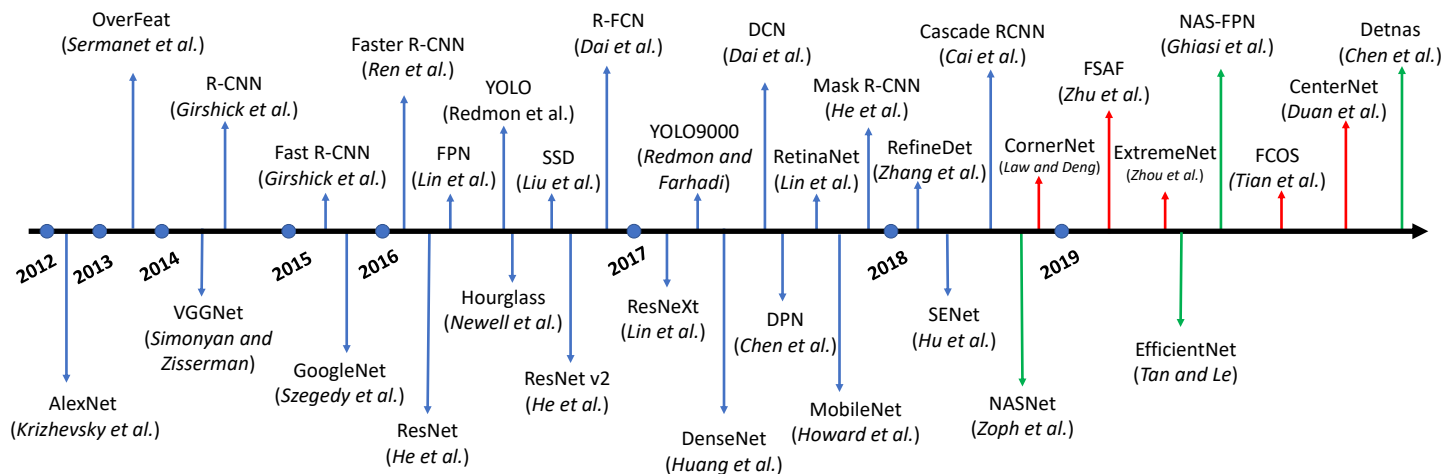 OverFeat
(Sermanet et al.)
R-CNN
(Girshick et al.)
Fast R-CNN
(Girshick et al.)
Faster R-CNN
(Ren et al.)
FPN
(Lin et al.)
YOLO
(Redmon et al.)
SSD
(Liu et al.)
R-FCN
(Dai et al.)
YOLO9000
(Redmon and
Farhadi)
DCN
(Dai et al.)
RetinaNet
(Lin et al.)
Mask R-CNN
(He et al.)
RefineDet
(Zhang et al.)
Cascade RCNN
(Cai et al.)
CornerNet
(Law and Deng)
FSAF
(Zhu et al.)
ExtremeNet
(Zhou et al.)
NAS-FPN
(Ghiasi et al.)
FCOS
(Tian et al.)
CenterNet
(Duan et al.)
Detnas
(Chen et al.)
2012
2013
2014
2015
2016
2017
2018
2019
AlexNet
(Krizhevsky et al.)
VGGNet
(Simonyan and
Zisserman)
GoogleNet
(Szegedy et al.)
ResNet
(He et al.)
Hourglass
(Newell et al.)
ResNet v2
(He et al.)
ResNeXt
(Lin et al.)
DenseNet
(Huang et al.)
DPN
(Chen et al.)
MobileNet
(Howard et al.)
SENet
(Hu et al.)
NASNet
(Zoph et al.)
EfficientNet
(Tan and Le)